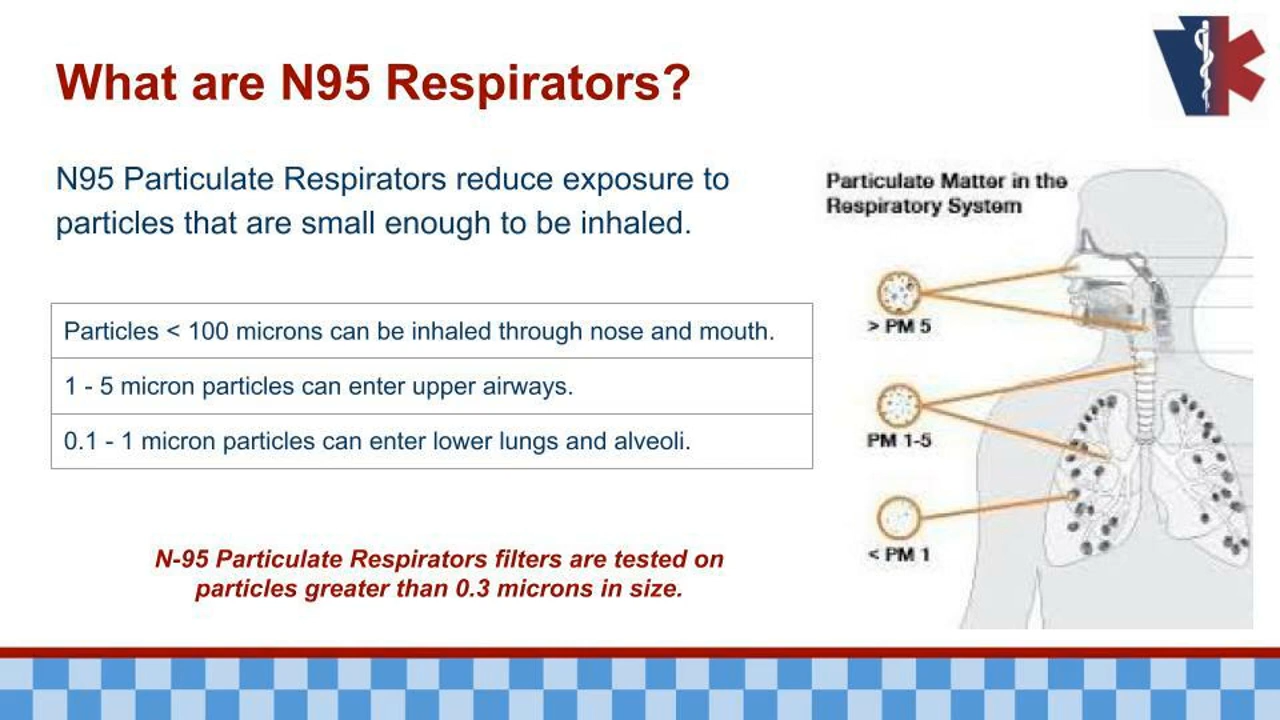 What are N95 Respirators?
N95 Particulate Respirators reduce exposure to
particles that are small enough to be inhaled.
Particles < 100 microns can be inhaled through nose and mouth.
1 - 5 micron particles can enter upper airways.
0.1 - 1 micron particles can enter lower lungs and alveoli.
N-95 Particulate Respirators filters are tested on
particles greater than 0.3 microns in size.
Particulate Matter in the
Respiratory System
> PM 5
PM 1-5
< PM 1